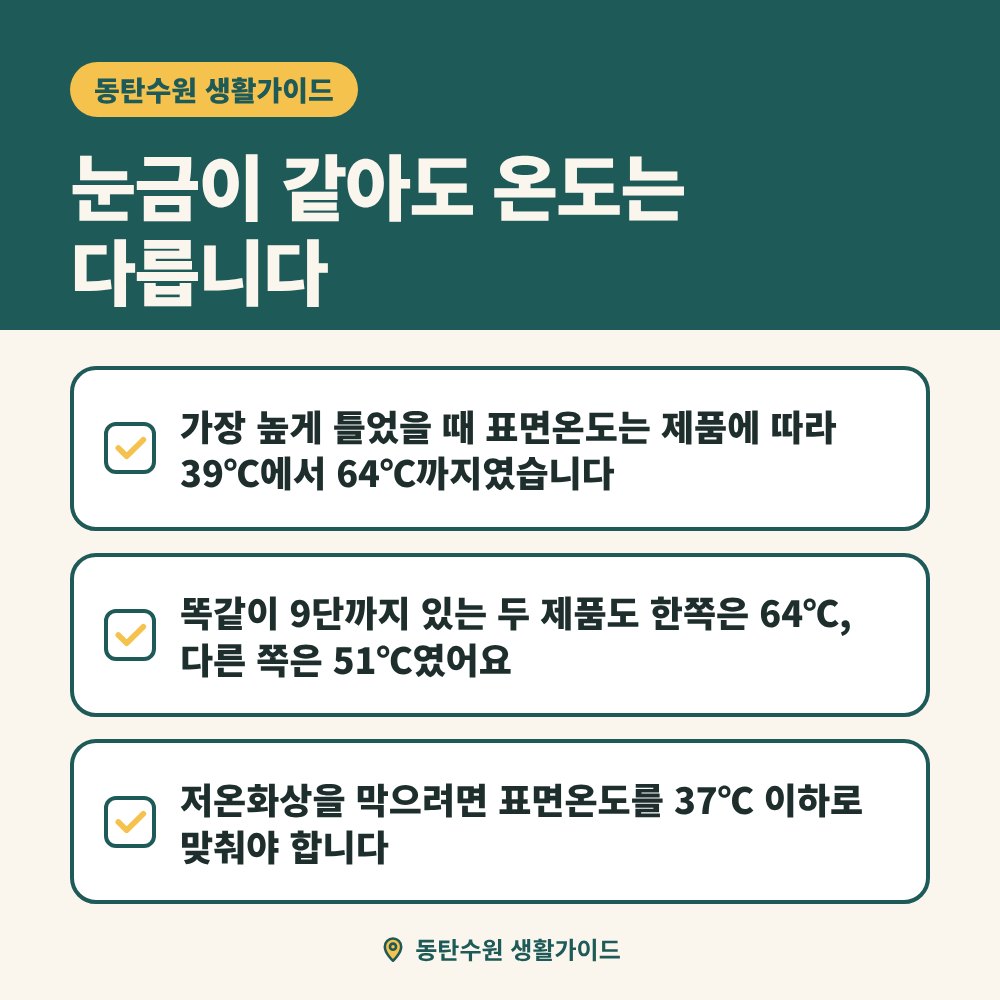 동탄수원 생활가이드
눈금이 같아도 온도는
다릅니다
가장 높게 틀었을 때 표면온도는 제품에 따라
39℃에서 64℃까지였습니다
똑같이 9단까지 있는 두 제품도 한쪽은 64℃,
다른 쪽은 51℃였어요
저온화상을 막으려면 표면온도를 37℃ 이하로
맞춰야 합니다
동탄수원 생활가이드